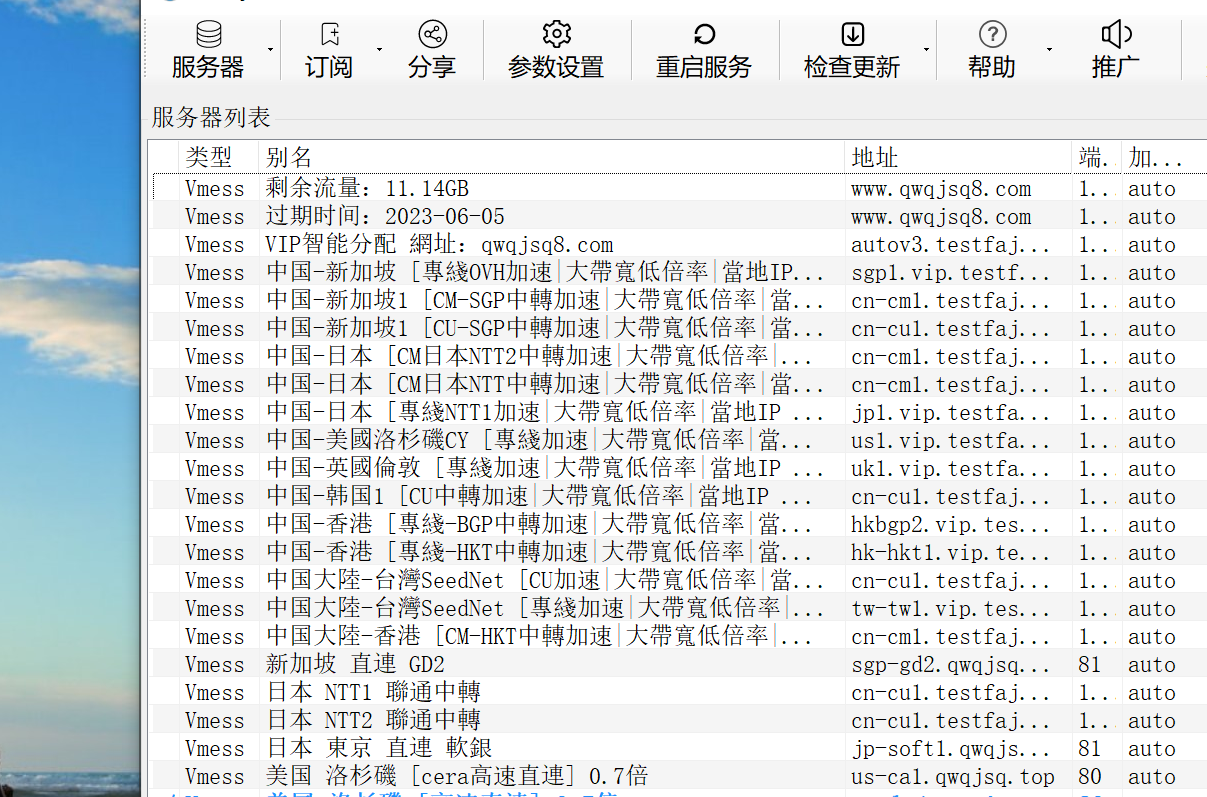 服务器 订阅 分享 参数设置 重启服务 检查更新 帮助 推广
服务器列表
类型 别名 地址 端.. 加...
Vmess 剩余流量：11.14GB www.qwqjsq8.com 1... auto
Vmess 过期时间：2023-06-05 www.qwqjsq8.com 1... auto
Vmess VIP智能分配 網址：qwqjsq8.com autov3.testfaj... 1... auto
Vmess 中国-新加坡 [專綫OVH加速|大帶寬低倍率|當地IP... sgp1.vip.testf... 1... auto
Vmess 中国-新加坡1 [CM-SGP中轉加速|大帶寬低倍率|當... cn-cm1.testfaj... 1... auto
Vmess 中国-新加坡1 [CU-SGP中轉加速|大帶寬低倍率|當... cn-cu1.testfaj... 1... auto
Vmess 中国-日本 [CM日本NTT2中轉加速|大帶寬低倍率|... cn-cm1.testfaj... 1... auto
Vmess 中国-日本 [CM日本NTT中轉加速|大帶寬低倍率|當... cn-cm1.testfaj... 1... auto
Vmess 中国-日本 [專綫NTT1加速|大帶寬低倍率|當地IP ... jp1.vip.testfa... 1... auto
Vmess 中国-美國洛杉磯CY [專綫加速|大帶寬低倍率|當... us1.vip.testfa... 1... auto
Vmess 中国-英國倫敦 [專綫加速|大帶寬低倍率|當地IP ... uk1.vip.testfa... 1... auto
Vmess 中国-韩国1 [CU中轉加速|大帶寬低倍率|當地IP ... cn-cu1.testfaj... 1... auto
Vmess 中国-香港 [專綫-BGP中轉加速|大帶寬低倍率|當... hkbgp2.vip.tes... 1... auto
Vmess 中国-香港 [專綫-HKT中轉加速|大帶寬低倍率|當... hk-hkt1.vip.te... 1... auto
Vmess 中国大陸-台灣SeedNet [CU加速|大帶寬低倍率|當... cn-cu1.testfaj... 1... auto
Vmess 中国大陸-台灣SeedNet [專綫加速|大帶寬低倍率|... tw-tw1.vip.tes... 1... auto
Vmess 中国大陸-香港 [CM-HKT中轉加速|大帶寬低倍率|... cn-cm1.testfaj... 1... auto
Vmess 新加坡 直連 GD2 sgp-gd2.qwqjsq... 81 auto
Vmess 日本 NTT1 聯通中轉 cn-cu1.testfaj... 1... auto
Vmess 日本 NTT2 聯通中轉 cn-cu1.testfaj... 1... auto
Vmess 日本 東京 直連 軟銀 jp-soft1.qwqjs... 81 auto
Vmess 美国 洛杉磯 [cera高速直連] 0.7倍 us-ca1.qwqjsq.top 80 auto